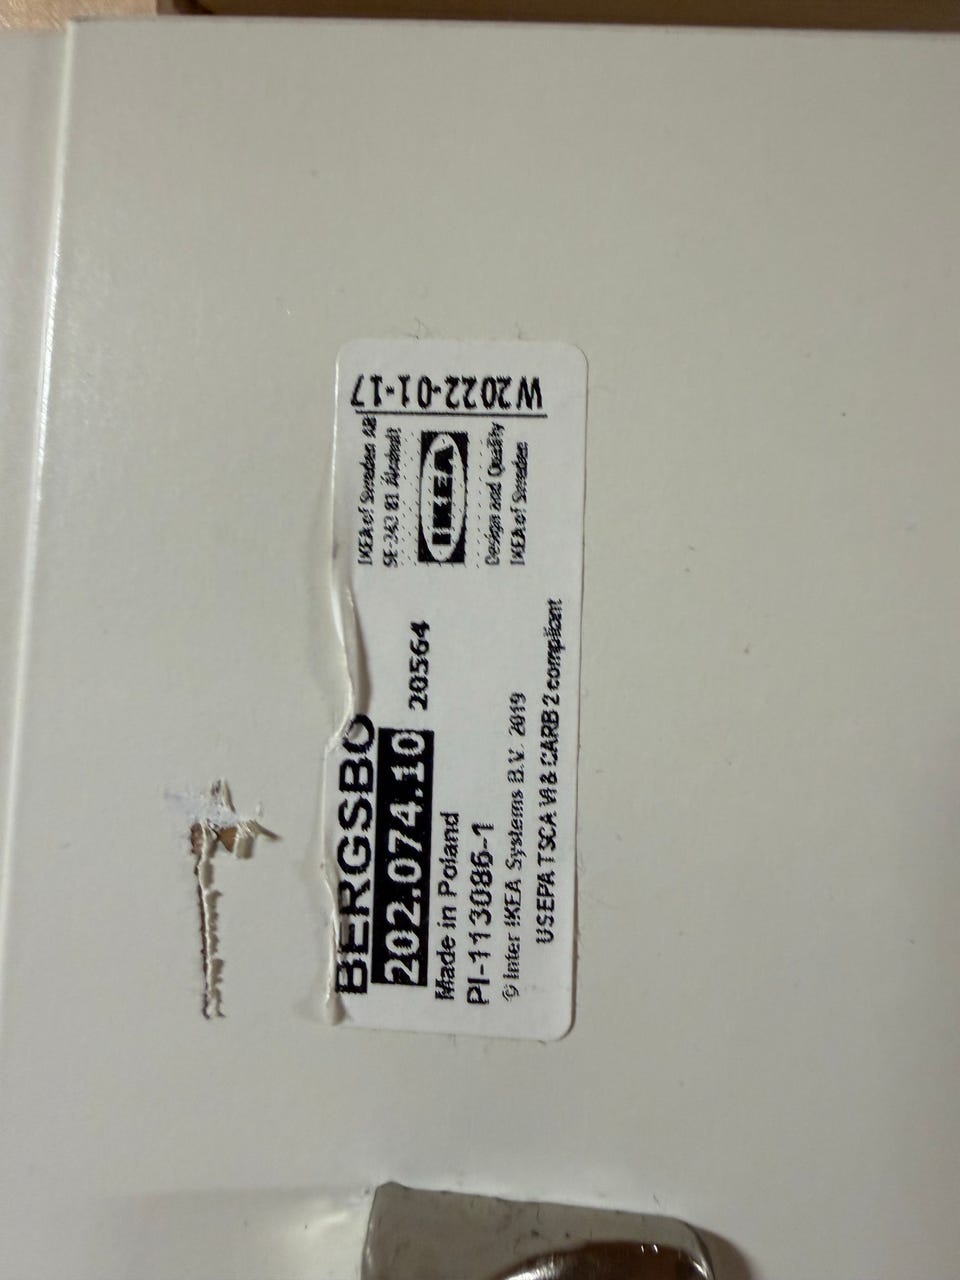 BERGSBO
202.074.10 20564
Made in Poland
PI-113086-1
© Inter IKEA Systems B.V. 2019
US EPA TSCA VI & CARB 2 compliant
IKEA of Sweden AB
SE-343 81 Älmhult
IKEA
Design and Quality
IKEA of Sweden
W2022-01-17